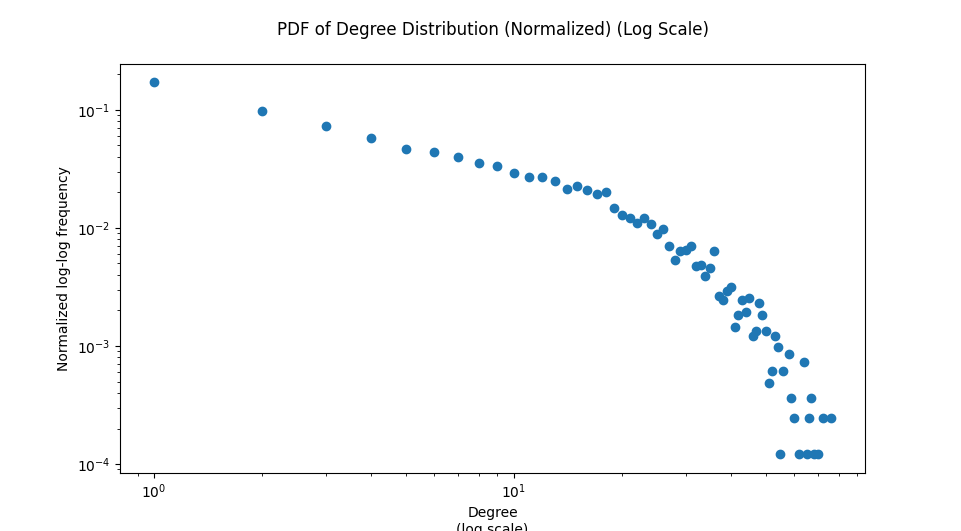 PDF of Degree Distribution (Normalized) (Log Scale)
Normalized log-log frequency
10⁻¹
10⁻²
10⁻³
10⁻⁴
10⁰
10¹
Degree
(log scale)